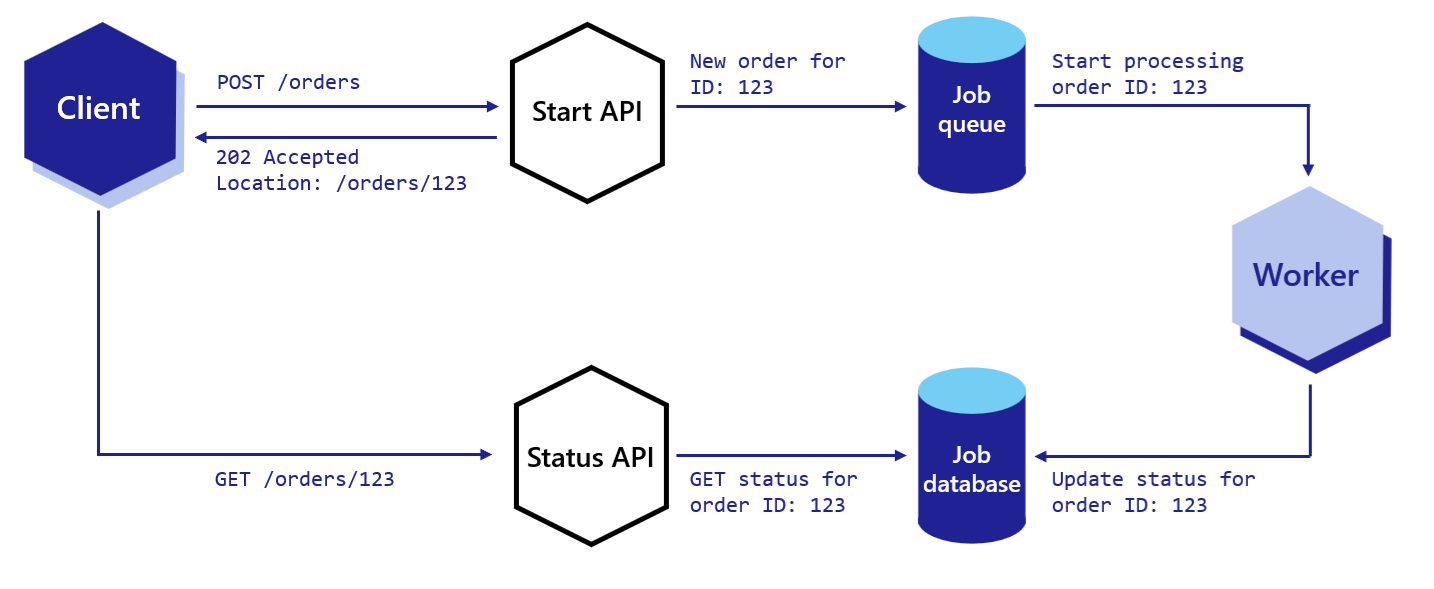 Client
POST /orders
202 Accepted
Location: /orders/123
Start API
New order for
ID: 123
Job
queue
Start processing
order ID: 123
Worker
GET /orders/123
Status API
GET status for
order ID: 123
Job
database
Update status for
order ID: 123